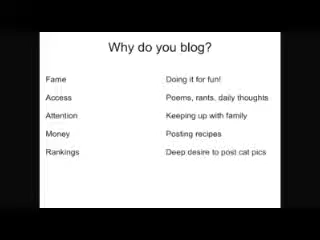 Why do you blog?
Fame
Doing it for fun!
Access
Poems, rants, daily thoughts
Attention
Keeping up with family
Money
Posting recipes
Rankings
Deep desire to post cat pics